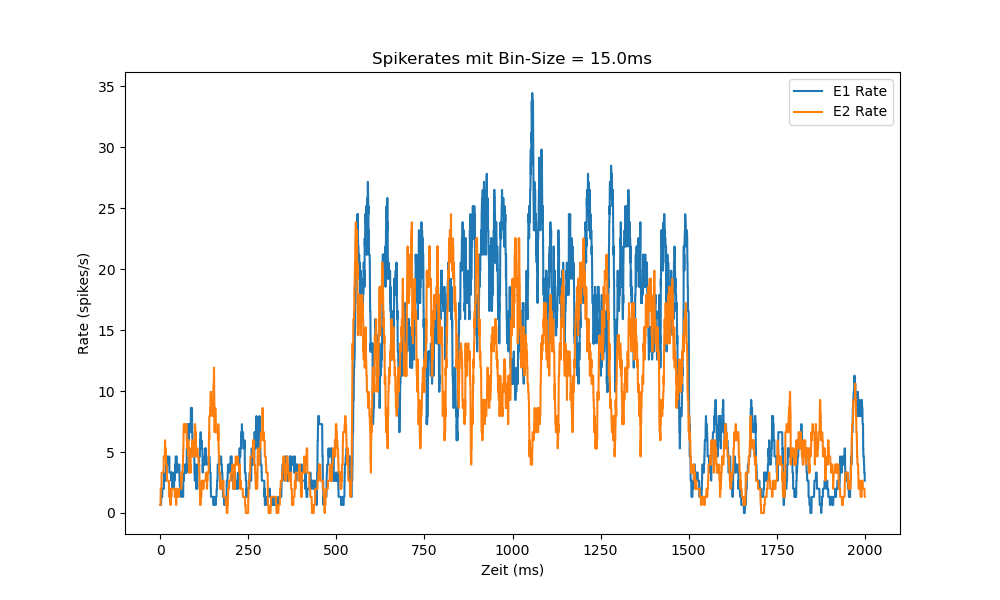 Spikerates mit Bin-Size = 15.0ms
E1 Rate
E2 Rate
35
30
25
20
15
10
5
0
Rate (spikes/s)
0 250 500 750 1000 1250 1500 1750 2000
Zeit (ms)